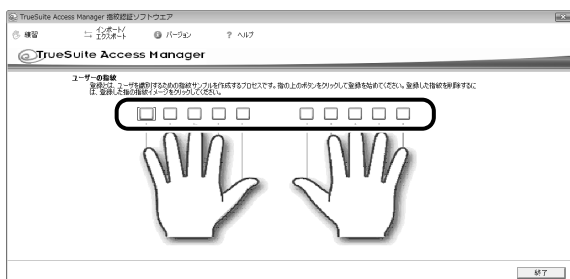 TrueSuite Access Manager 指紋認証ソフトウエア
練習 インポート/エクスポート バージョン ? ヘルプ
TrueSuite Access Manager
ユーザーの指紋
登録とは、ユーザを識別するための指紋サンプルを作成するプロセスです。指の上のボタンをクリックして登録を始めてください。登録した指紋を削除するに
は、登録した指の指紋イメージをクリックしてください。
終了